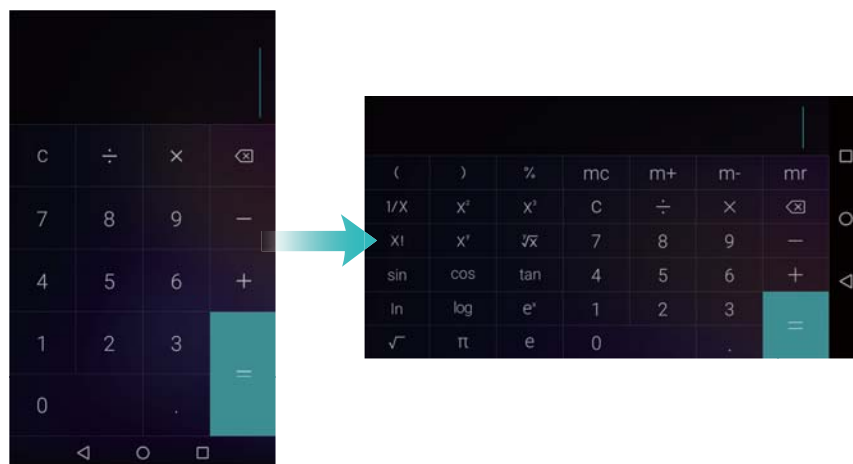 C ÷ × ⌫
7 8 9 −
4 5 6 +
1 2 3 =
0 .
( ) % mc m+ m- mr
1/X X² X³ C ÷ × ⌫
X! Xʸ ʸ√x 7 8 9 −
sin cos tan 4 5 6 +
ln log eˣ 1 2 3 =
√ π e 0 .